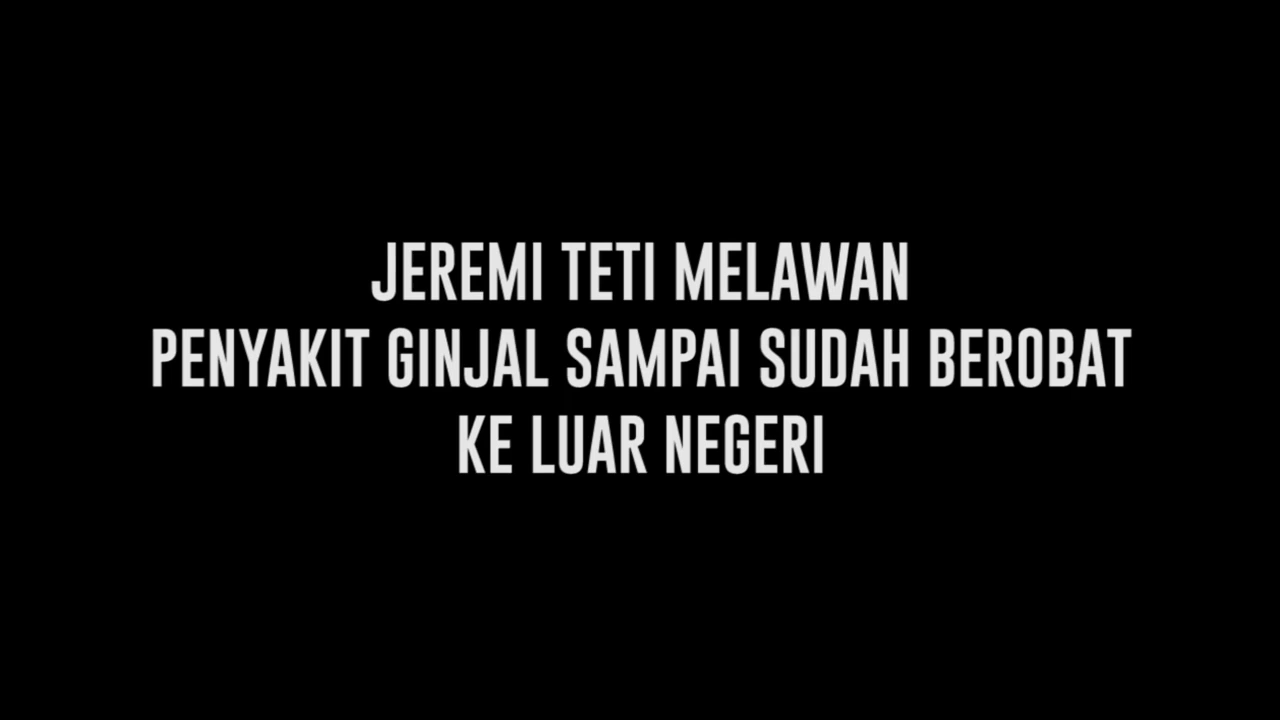 JEREMI TETI MELAWAN
PENYAKIT GINJAL SAMPAI SUDAH BEROBAT
KE LUAR NEGERI